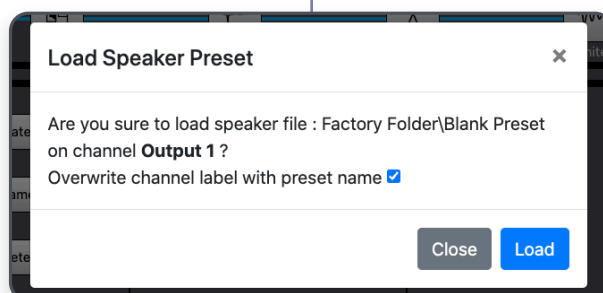 Load Speaker Preset ×
Are you sure to load speaker file : Factory Folder\Blank Preset
on channel Output 1 ?
Overwrite channel label with preset name
Close Load